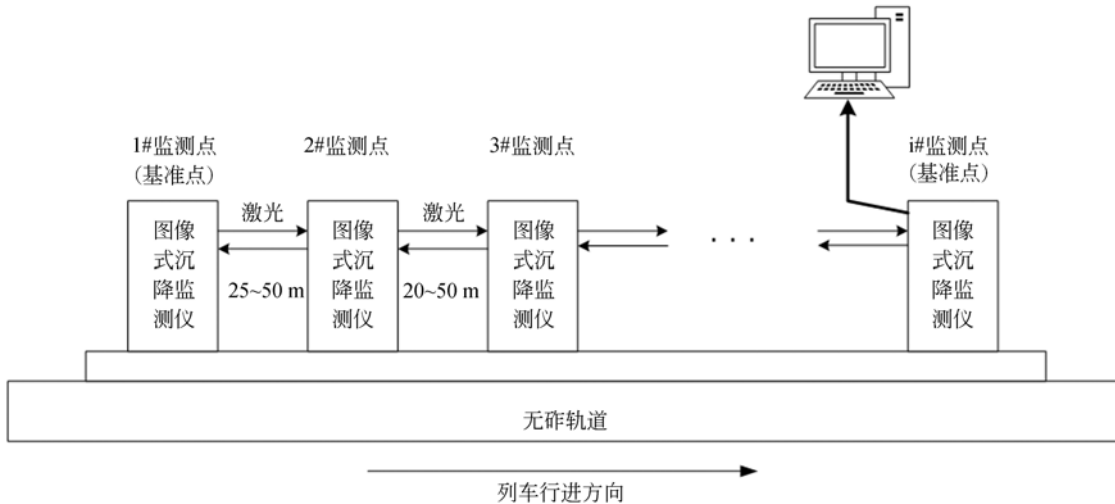 1#监测点
(基准点)
2#监测点
3#监测点
i#监测点
(基准点)
图像
式沉
降监
测仪
激光
25~50 m
图像
式沉
降监
测仪
激光
20~50 m
图像
式沉
降监
测仪
···
图像
式沉
降监
测仪
无砟轨道
列车行进方向